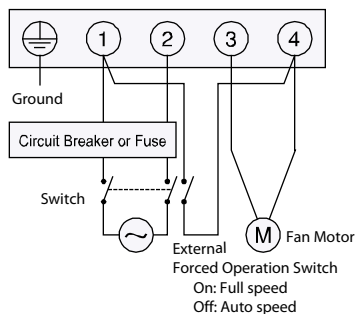 1 2 3 4
Ground
Circuit Breaker or Fuse
Switch
M Fan Motor
External
Forced Operation Switch
On: Full speed
Off: Auto speed